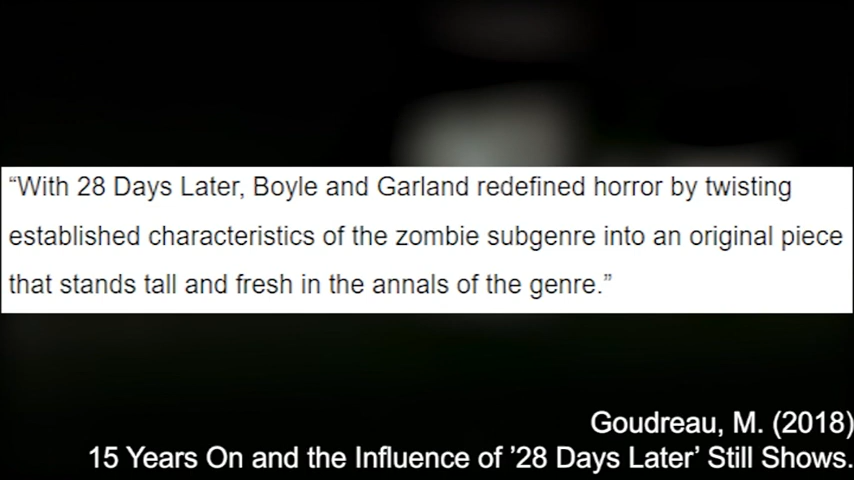 “With 28 Days Later, Boyle and Garland redefined horror by twisting
established characteristics of the zombie subgenre into an original piece
that stands tall and fresh in the annals of the genre.”
Goudreau, M. (2018)
15 Years On and the Influence of ’28 Days Later’ Still Shows.